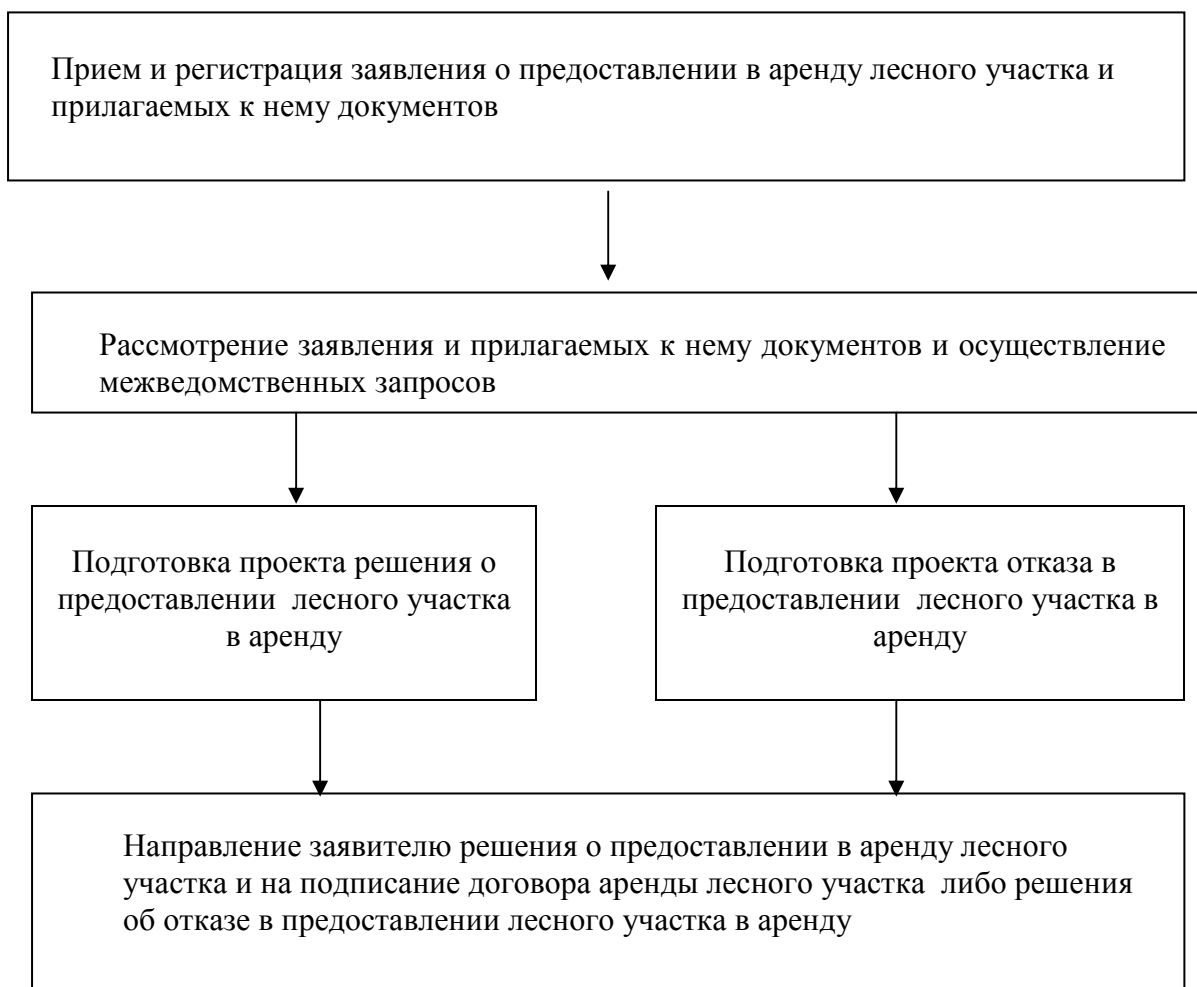 Прием и регистрация заявления о предоставлении в аренду лесного участка и
прилагаемых к нему документов
Рассмотрение заявления и прилагаемых к нему документов и осуществление
межведомственных запросов
Подготовка проекта решения о
предоставлении лесного участка
в аренду
Подготовка проекта отказа в
предоставлении лесного участка в
аренду
Направление заявителю решения о предоставлении в аренду лесного
участка и на подписание договора аренды лесного участка либо решения
об отказе в предоставлении лесного участка в аренду